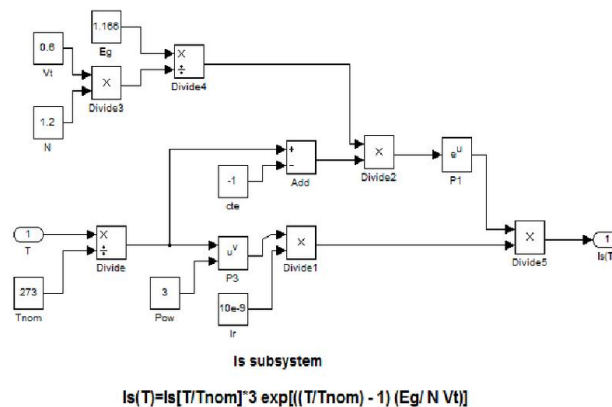 1.166
Eg
0.6
Vt
×
÷
Divide4
×
Divide3
1.2
N
+
−
Add
-1
cte
×
Divide2
e^u
P1
1
T
×
÷
Divide
273
Tnom
u^v
P3
3
Pow
×
Divide1
10e-9
Ir
×
Divide5
1
Is(T)
Is subsystem
Is(T)=Is[T/Tnom]*3 exp[((T/Tnom) - 1) (Eg/ N Vt)]